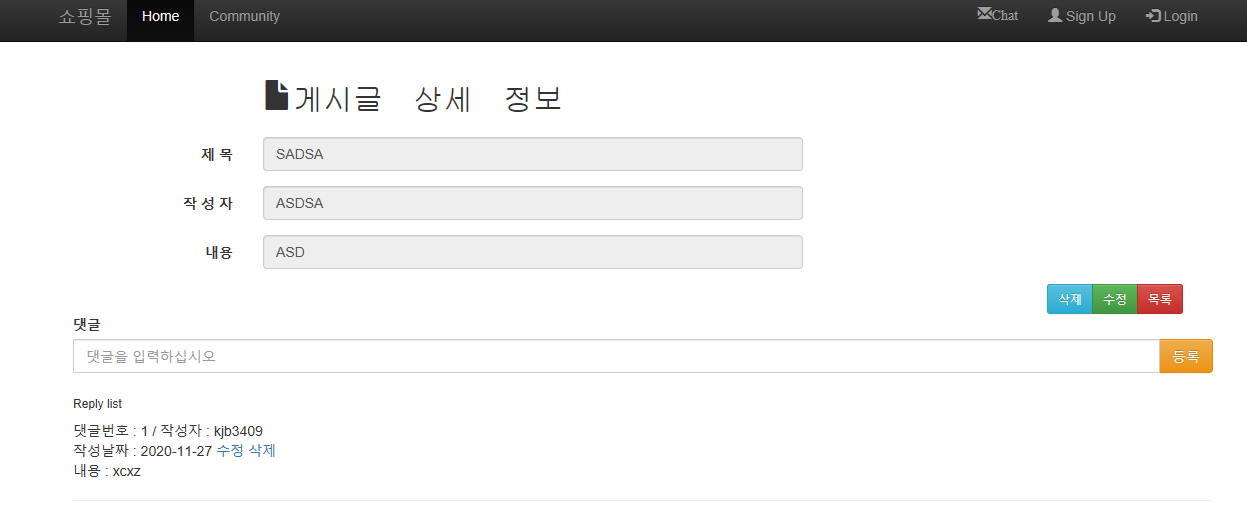 쇼핑몰 Home Community Chat Sign Up Login
게시글 상세 정보
제 목 SADSA
작 성 자 ASDSA
내용 ASD
삭제 수정 목록
댓글
댓글을 입력하십시오 등록
Reply list
댓글번호 : 1 / 작성자 : kjb3409
작성날짜 : 2020-11-27 수정 삭제
내용 : xcxz